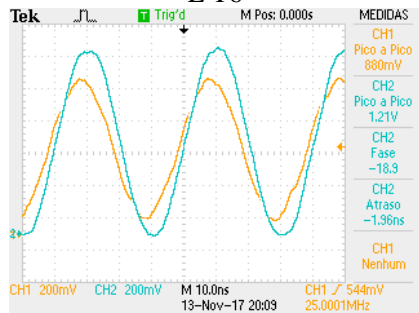 Tek T Trig'd M Pos: 0.000s MEDIDAS
CH1
Pico a Pico
880mV
CH2
Pico a Pico
1.21V
CH2
Fase
-18.9
CH2
Atraso
-1.96ns
CH1
Nenhum
2
CH1 200mV CH2 200mV M 10.0ns CH1 544mV
13-Nov-17 20:09 25.0001MHz